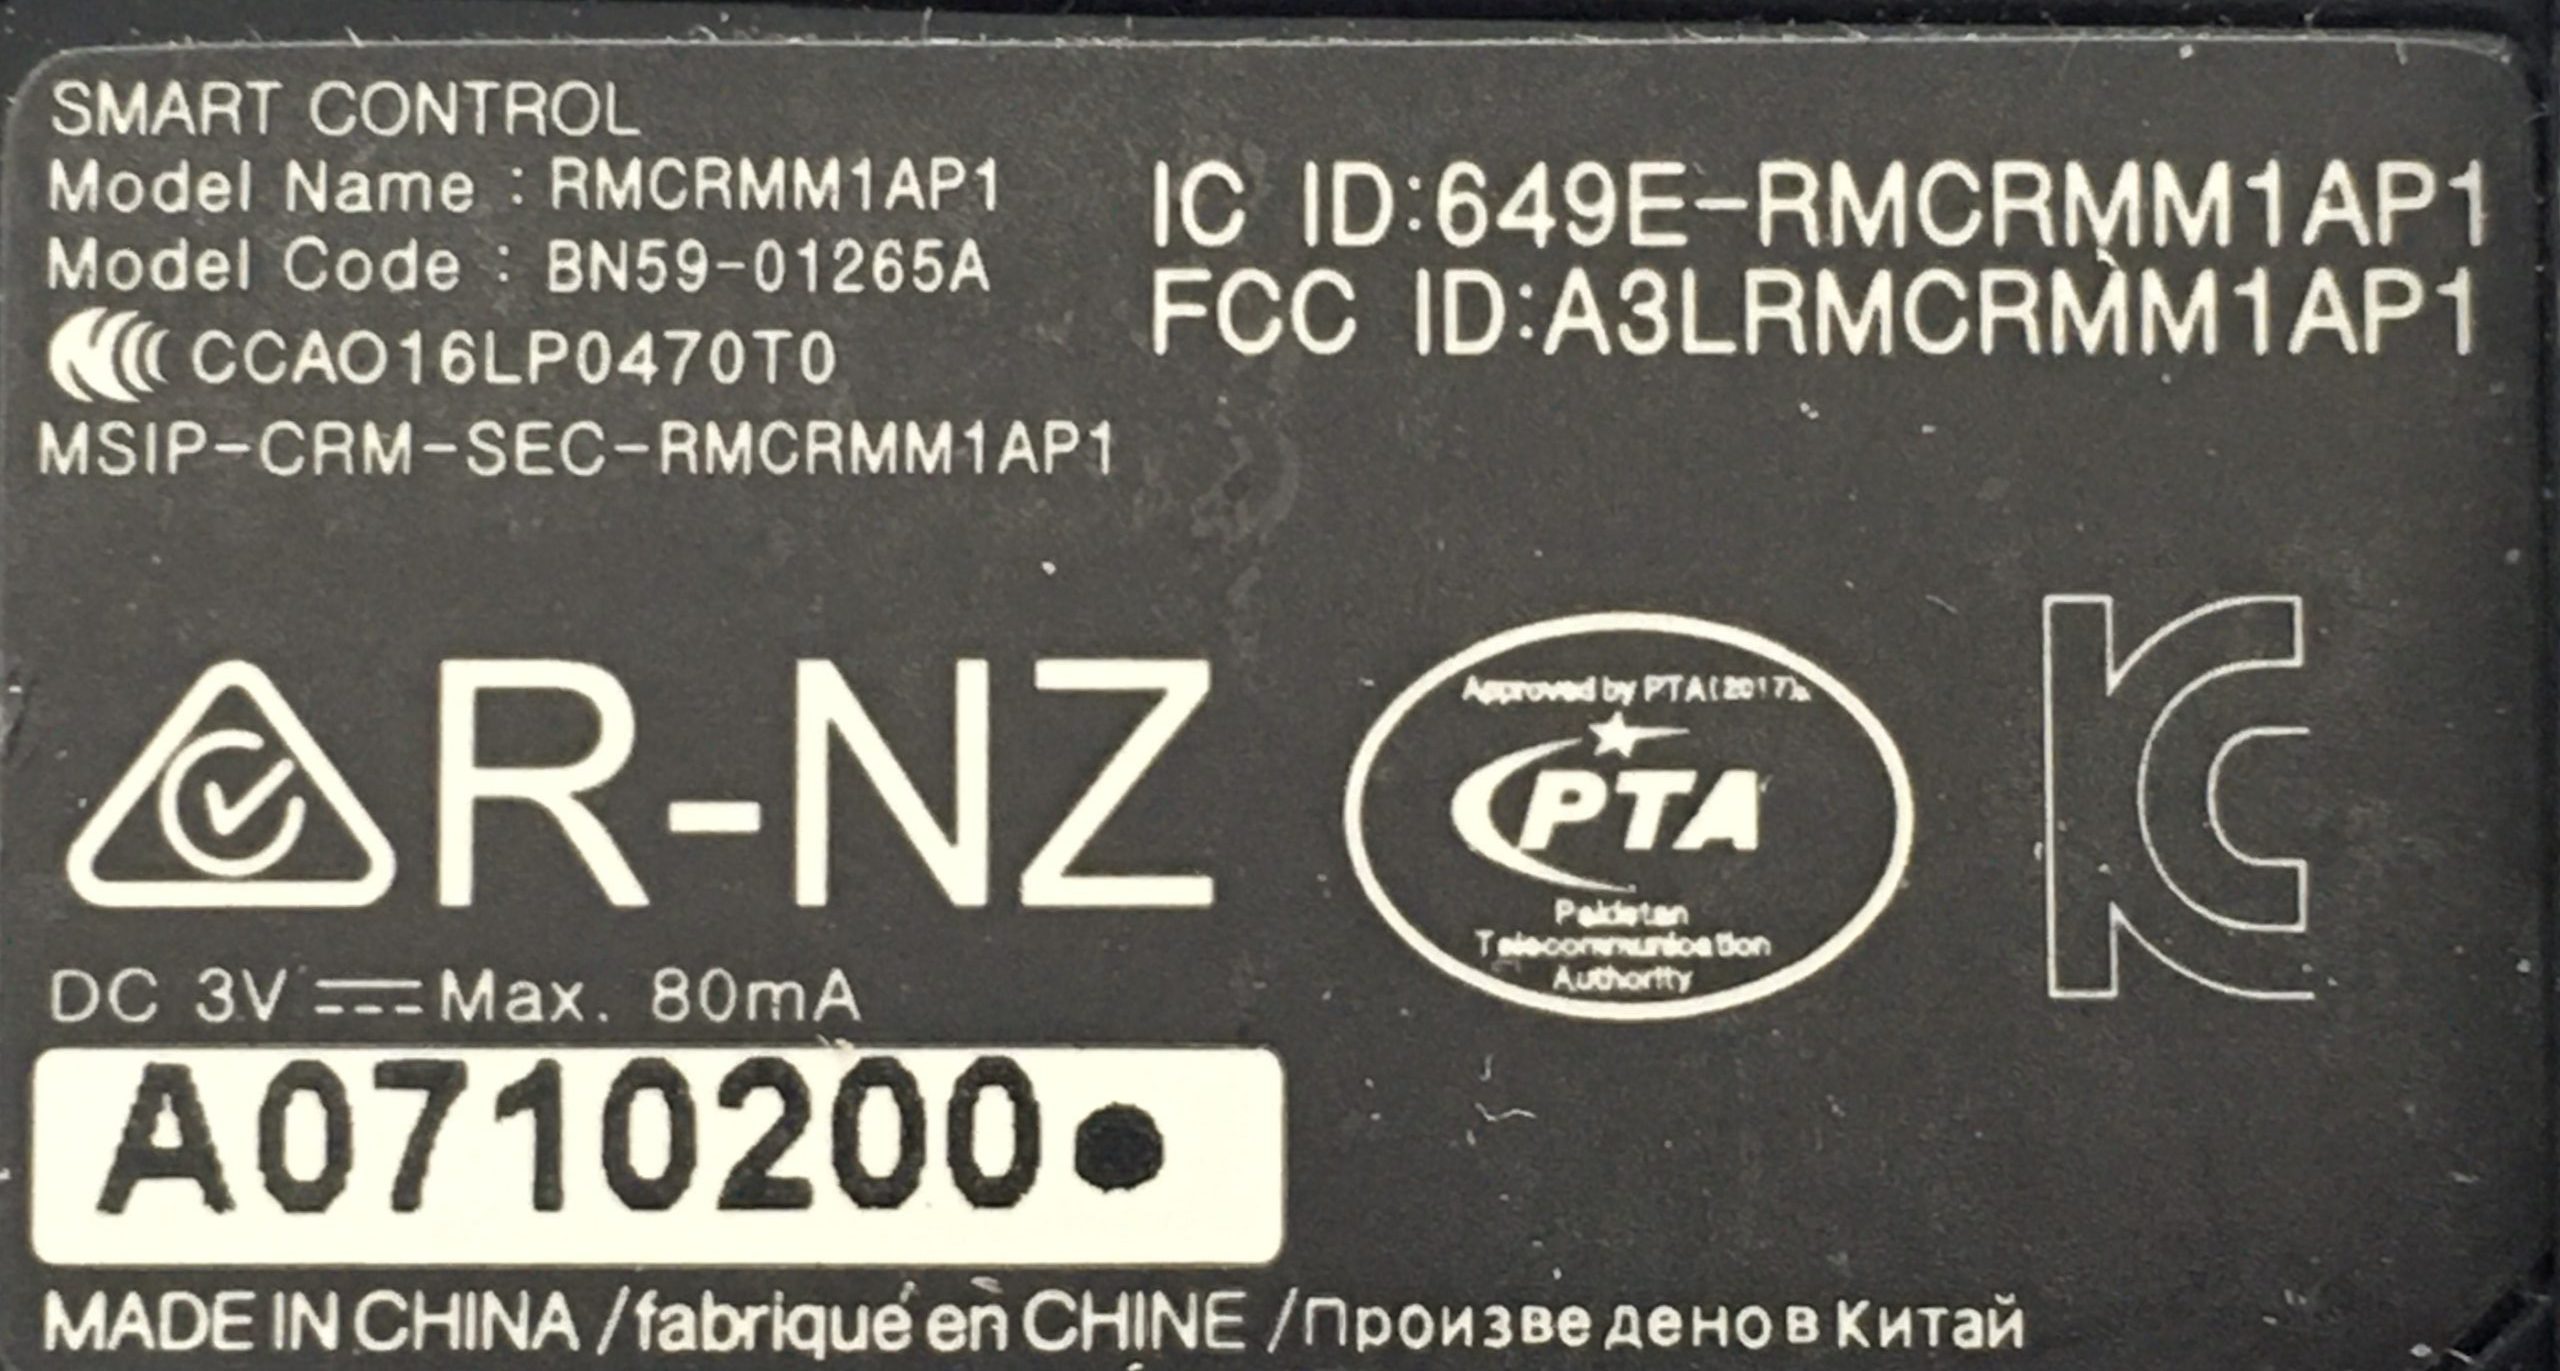 SMART CONTROL
Model Name : RMCRMM1AP1
Model Code : BN59-01265A
CCAO16LP0470T0
MSIP-CRM-SEC-RMCRMM1AP1
IC ID:649E-RMCRMM1AP1
FCC ID:A3LRMCRMM1AP1
R-NZ
Approved by PTA(2017)
PTA
Pakistan
Telecommunication
Authority
DC 3V Max. 80mA
A0710200●
MADE IN CHINA /fabriqué en CHINE /Произведено в Китай